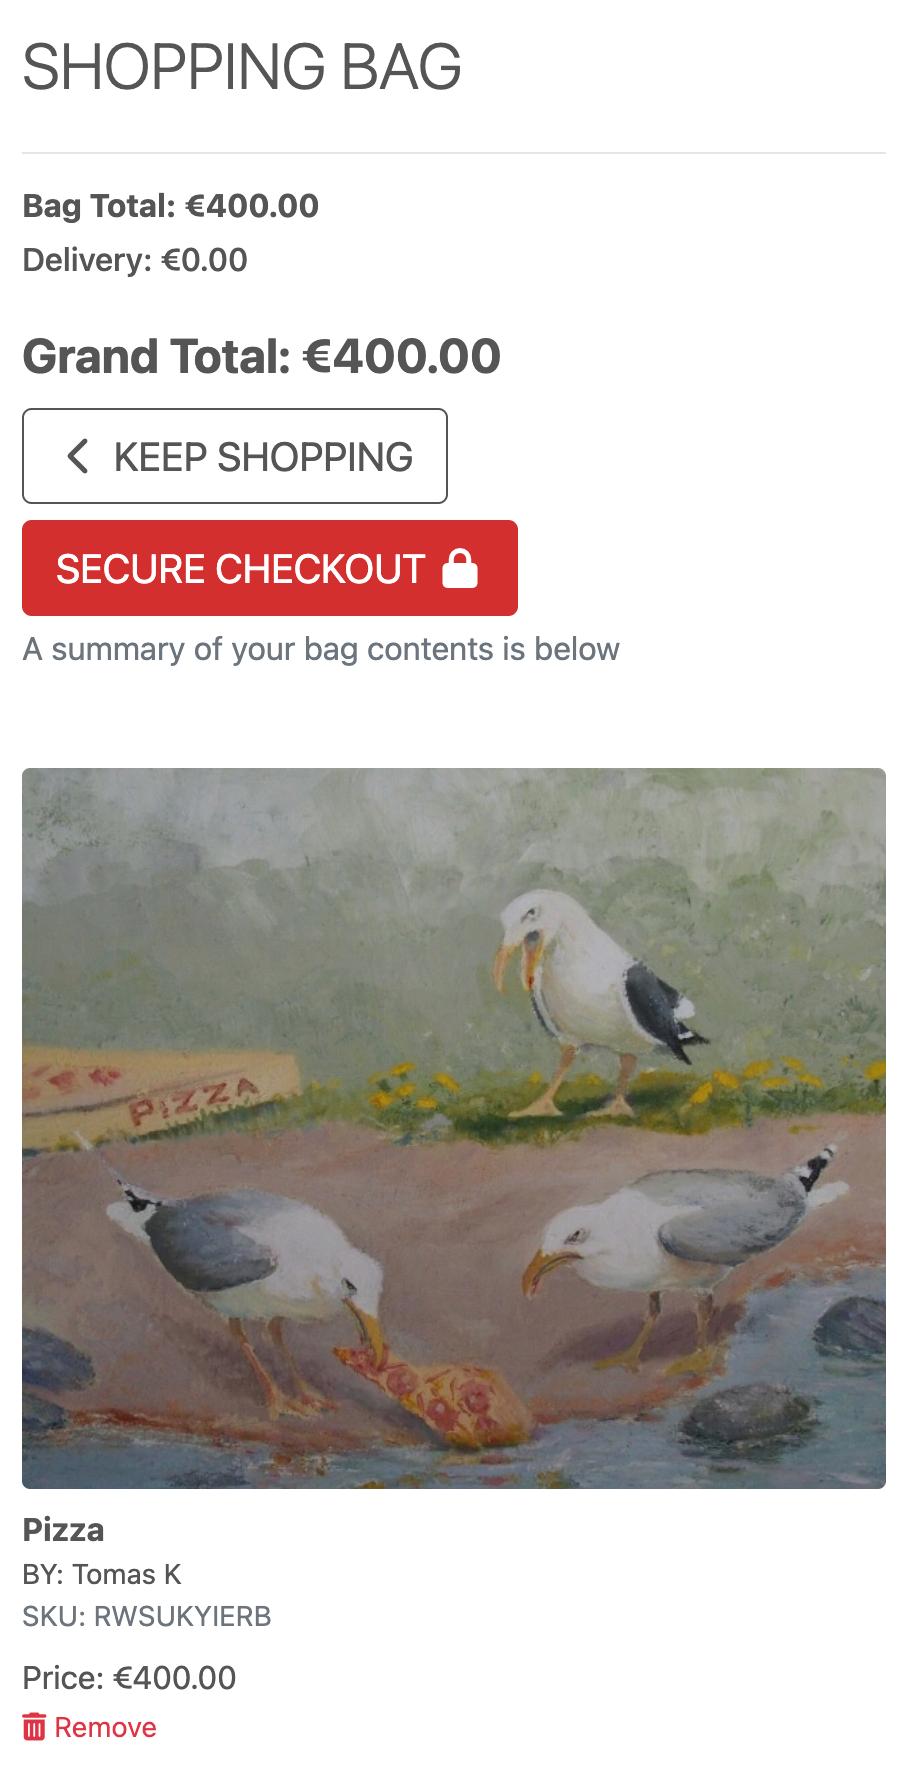 SHOPPING BAG
Bag Total: €400.00
Delivery: €0.00
Grand Total: €400.00
KEEP SHOPPING
SECURE CHECKOUT
A summary of your bag contents is below
PIZZA
Pizza
BY: Tomas K
SKU: RWSUKYIERB
Price: €400.00
Remove